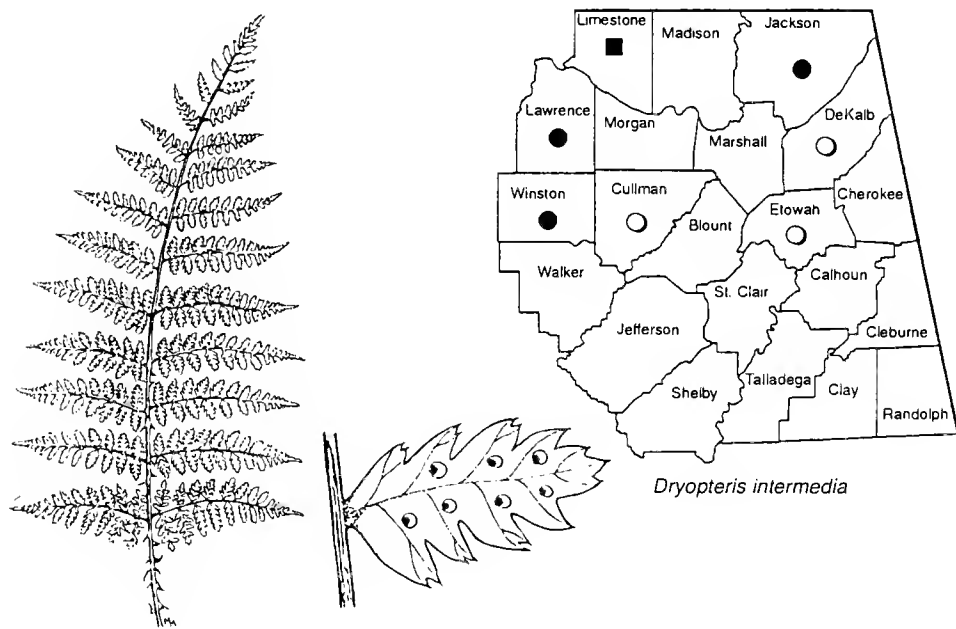 Limestone
Madison
Jackson
Lawrence
Morgan
Marshall
DeKalb
Winston
Cullman
Blount
Etowah
Cherokee
Walker
St. Clair
Calhoun
Jefferson
Cleburne
Shelby
Talladega
Clay
Randolph
Dryopteris intermedia